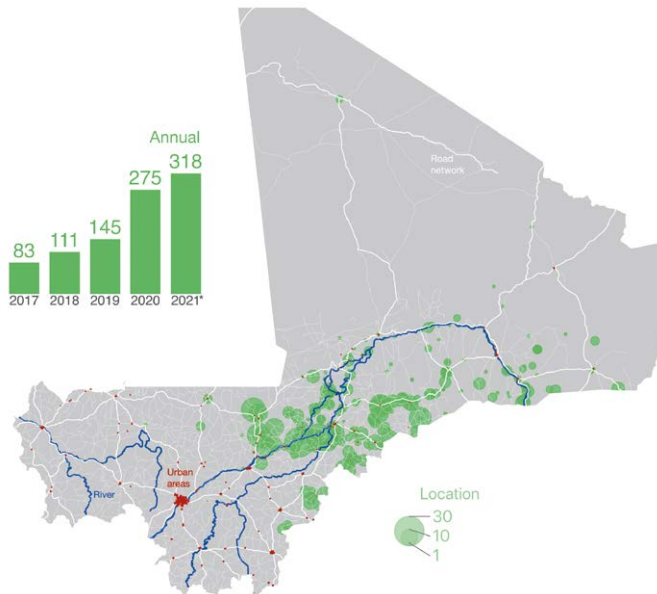 Annual
318
275
145
111
83
2017 2018 2019 2020 2021*
Road
network
Urban
areas
River
Location
30
10
1